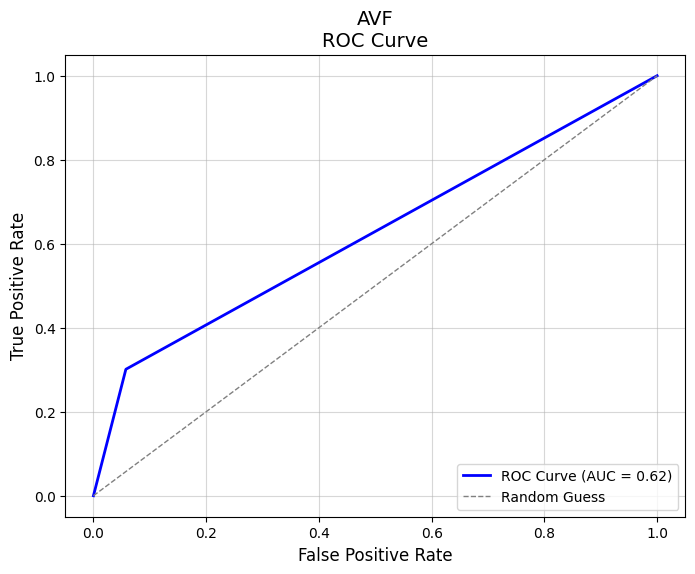 AVF
ROC Curve
True Positive Rate
1.0
0.8
0.6
0.4
0.2
0.0
0.0 0.2 0.4 0.6 0.8 1.0
False Positive Rate
ROC Curve (AUC = 0.62)
Random Guess